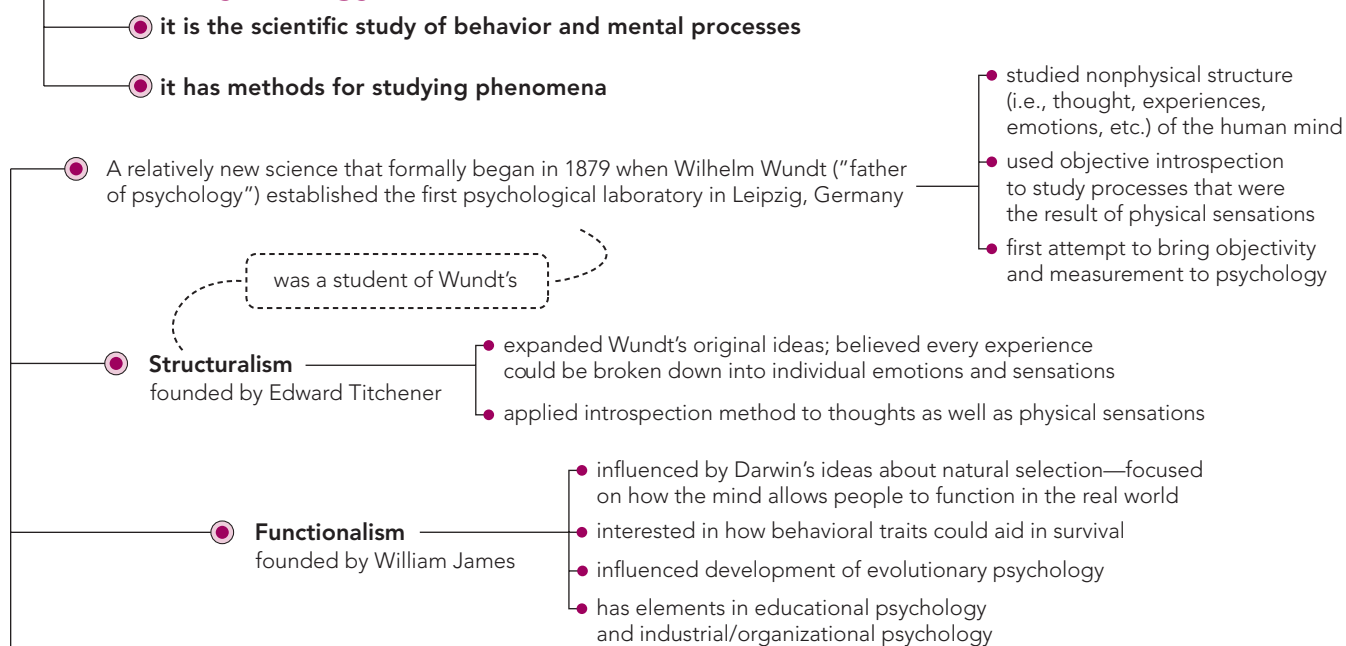 it is the scientific study of behavior and mental processes
it has methods for studying phenomena
A relatively new science that formally began in 1879 when Wilhelm Wundt (“father
of psychology”) established the first psychological laboratory in Leipzig, Germany
studied nonphysical structure
(i.e., thought, experiences,
emotions, etc.) of the human mind
used objective introspection
to study processes that were
the result of physical sensations
first attempt to bring objectivity
and measurement to psychology
was a student of Wundt’s
Structuralism
founded by Edward Titchener
expanded Wundt’s original ideas; believed every experience
could be broken down into individual emotions and sensations
applied introspection method to thoughts as well as physical sensations
Functionalism
founded by William James
influenced by Darwin’s ideas about natural selection—focused
on how the mind allows people to function in the real world
interested in how behavioral traits could aid in survival
influenced development of evolutionary psychology
has elements in educational psychology
and industrial/organizational psychology